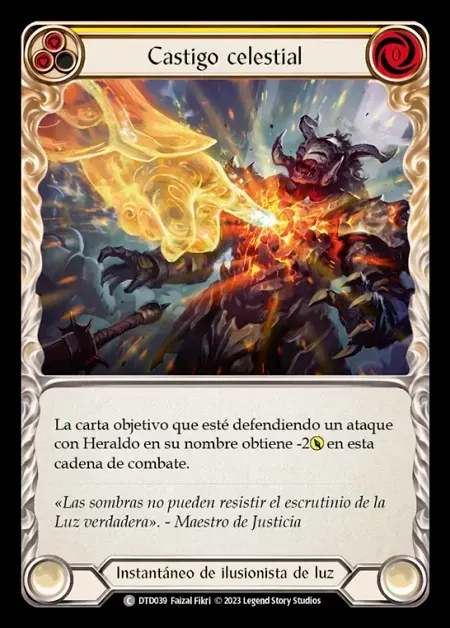 Castigo celestial
0
La carta objetivo que esté defendiendo un ataque
con Heraldo en su nombre obtiene -2 en esta
cadena de combate.
«Las sombras no pueden resistir el escrutinio de la
Luz verdadera». - Maestro de Justicia
Instantáneo de ilusionista de luz
C DTD039 Faizal Fikri © 2023 Legend Story Studios